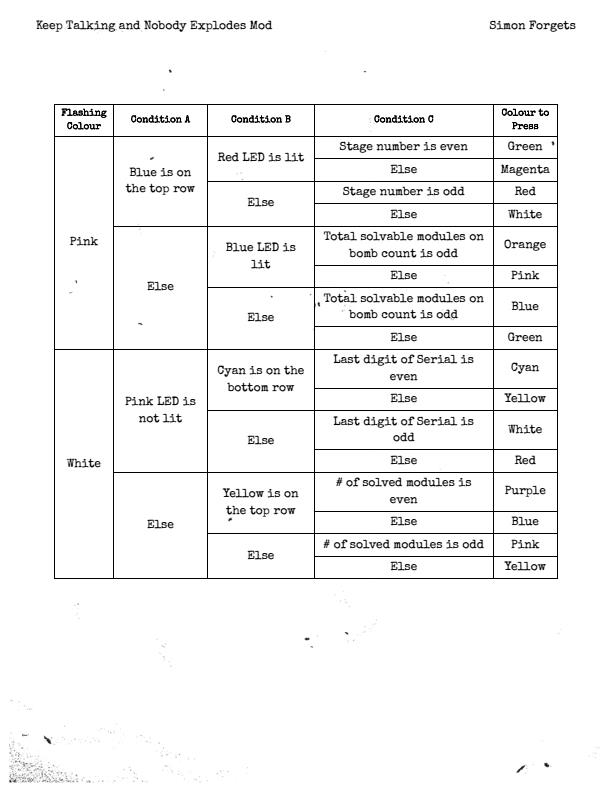 Keep Talking and Nobody Explodes Mod
Simon Forgets
Flashing Colour
Condition A
Condition B
Condition C
Colour to Press
Pink
Blue is on
the top row
Red LED is lit
Stage number is even
Green
Else
Magenta
Else
Stage number is odd
Red
Else
White
Else
Blue LED is
lit
Total solvable modules on
bomb count is odd
Orange
Else
Pink
Else
Total solvable modules on
bomb count is odd
Blue
Else
Green
White
Pink LED is
not lit
Cyan is on the
bottom row
Last digit of Serial is
even
Cyan
Else
Yellow
Else
Last digit of Serial is
odd
White
Else
Red
Else
Yellow is on
the top row
# of solved modules is
even
Purple
Else
Blue
Else
# of solved modules is odd
Pink
Else
Yellow